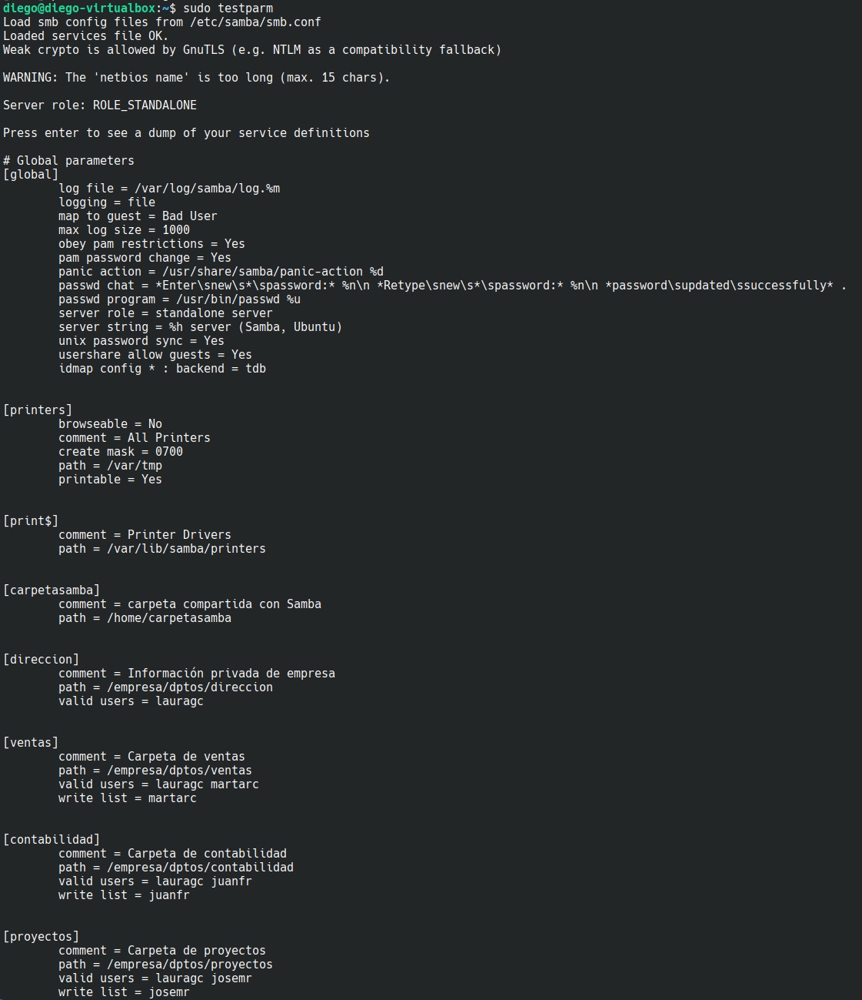 diego@diego-virtualbox:~$ sudo testparm
Load smb config files from /etc/samba/smb.conf
Loaded services file OK.
Weak crypto is allowed by GnuTLS (e.g. NTLM as a compatibility fallback)
WARNING: The 'netbios name' is too long (max. 15 chars).
Server role: ROLE_STANDALONE
Press enter to see a dump of your service definitions
# Global parameters
[global]
log file = /var/log/samba/log.%m
logging = file
map to guest = Bad User
max log size = 1000
obey pam restrictions = Yes
pam password change = Yes
panic action = /usr/share/samba/panic-action %d
passwd chat = *Enter\snew\s*\spassword:* %n\n *Retype\snew\s*\spassword:* %n\n *password\supdated\ssuccessfully* .
passwd program = /usr/bin/passwd %u
server role = standalone server
server string = %h server (Samba, Ubuntu)
unix password sync = Yes
usershare allow guests = Yes
idmap config * : backend = tdb
[printers]
browseable = No
comment = All Printers
create mask = 0700
path = /var/tmp
printable = Yes
[print$]
comment = Printer Drivers
path = /var/lib/samba/printers
[carpetasamba]
comment = carpeta compartida con Samba
path = /home/carpetasamba
[direccion]
comment = Información privada de empresa
path = /empresa/dptos/direccion
valid users = lauragc
[ventas]
comment = Carpeta de ventas
path = /empresa/dptos/ventas
valid users = lauragc martarc
write list = martarc
[contabilidad]
comment = Carpeta de contabilidad
path = /empresa/dptos/contabilidad
valid users = lauragc juanfr
write list = juanfr
[proyectos]
comment = Carpeta de proyectos
path = /empresa/dptos/proyectos
valid users = lauragc josemr
write list = josemr